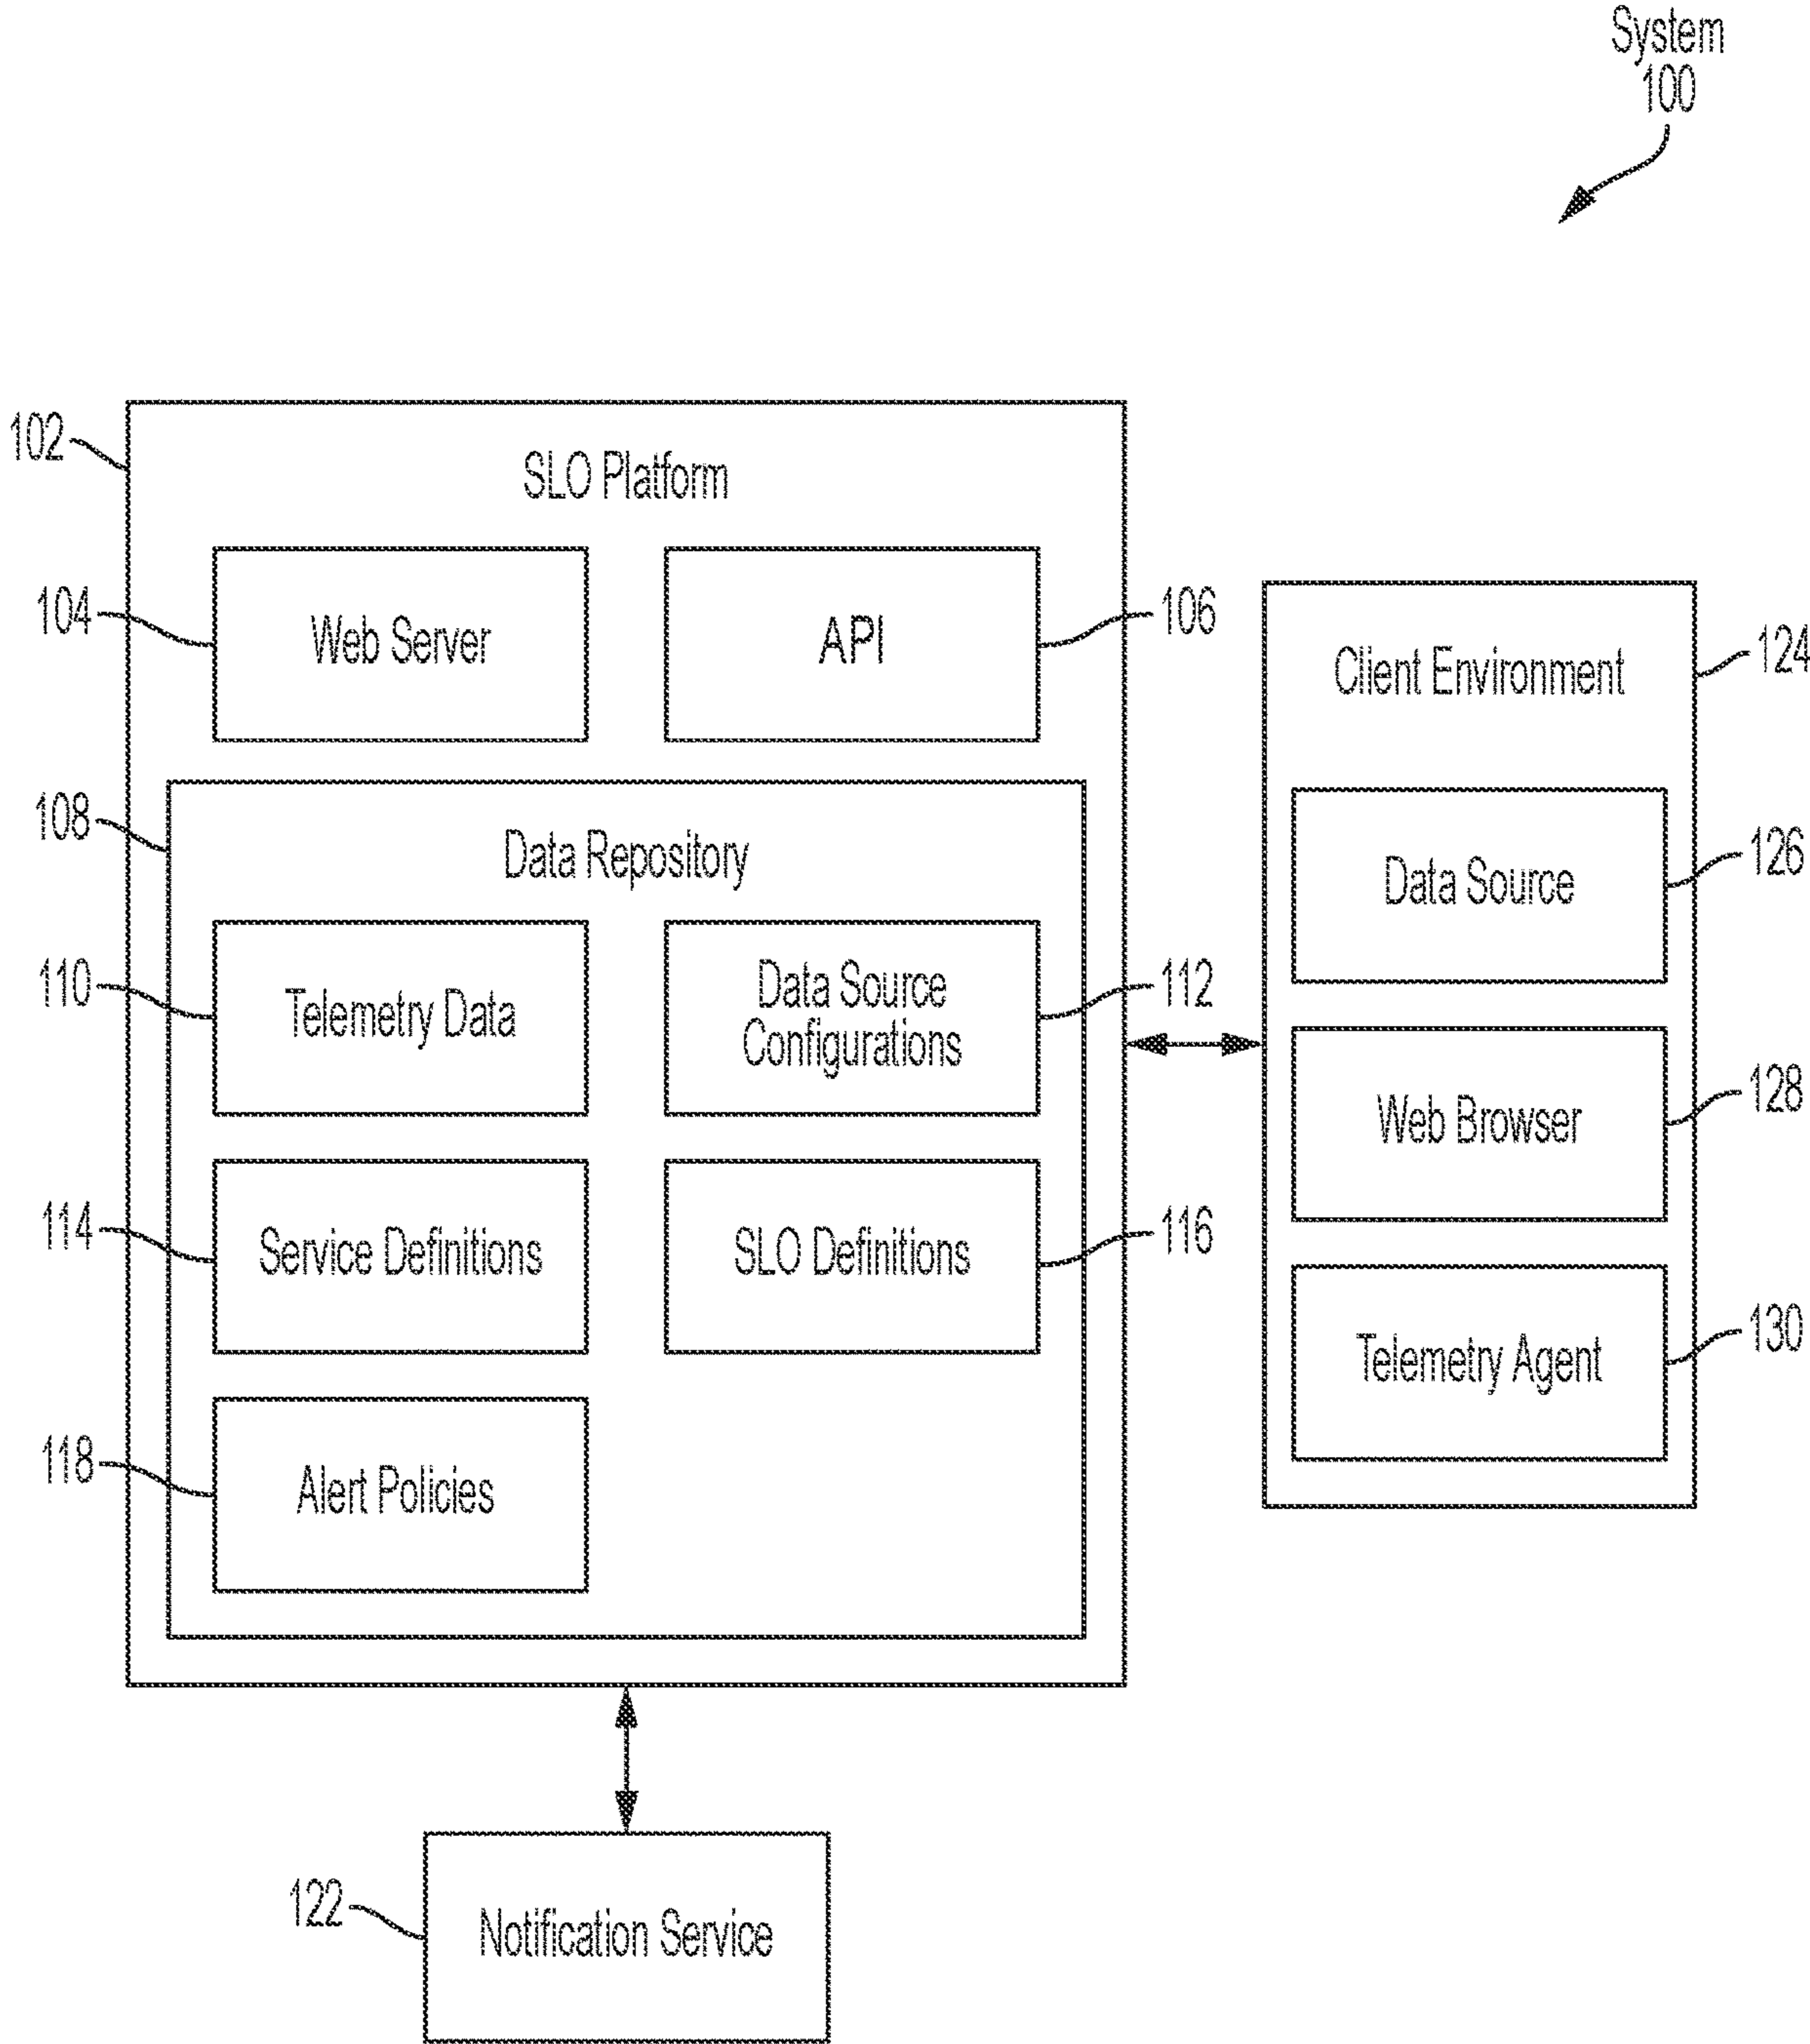 System
100
102
SLO Platform
104
Web Server
API
106
108
Data Repository
110
Telemetry Data
Data Source
Configurations
112
114
Service Definitions
SLO Definitions
116
118
Alert Policies
Client Environment
124
Data Source
126
Web Browser
128
Telemetry Agent
130
122
Notification Service